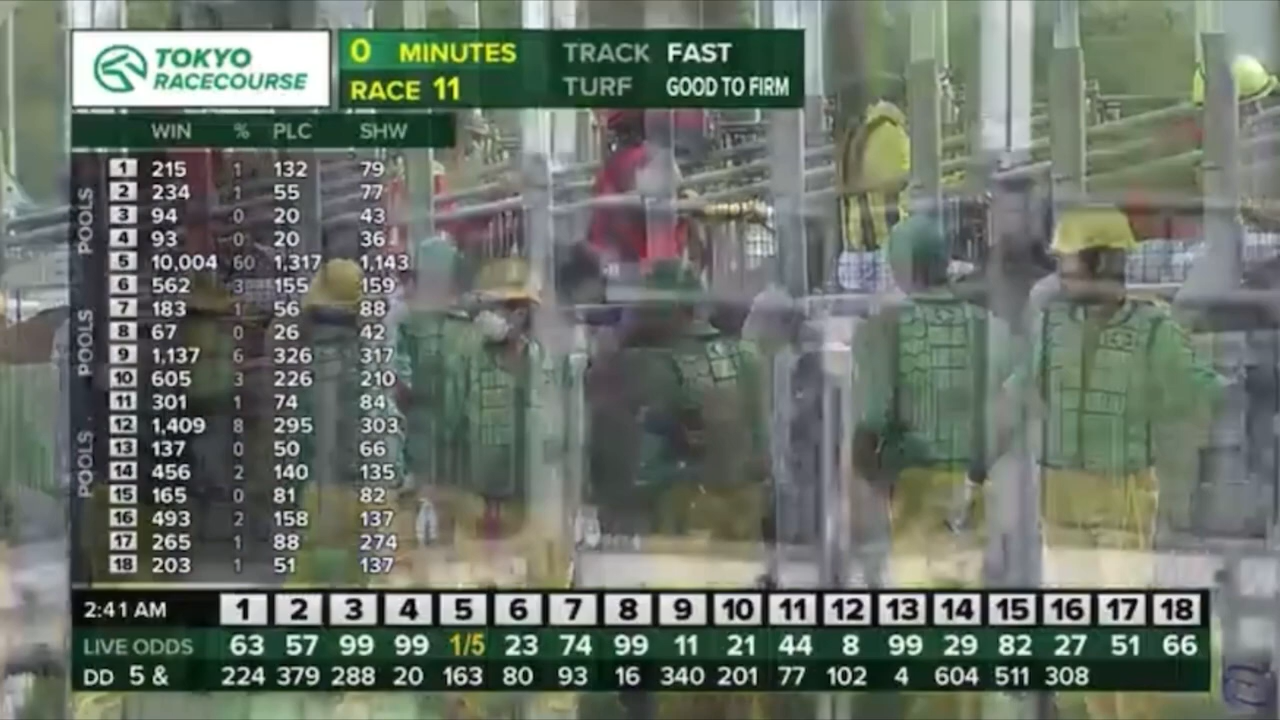 TOKYO
RACECOURSE
0 MINUTES TRACK FAST
RACE 11 TURF GOOD TO FIRM
WIN % PLC SHW
POOLS
POOLS
POOLS
1 215 1 132 79
2 234 1 55 77
3 94 0 20 43
4 93 0 20 36
5 10,004 60 1,317 1,143
6 562 3 155 159
7 183 1 56 88
8 67 0 26 42
9 1,137 6 326 317
10 605 3 226 210
11 301 1 74 84
12 1,409 8 295 303
13 137 0 50 66
14 456 2 140 135
15 165 0 81 82
16 493 2 158 137
17 265 1 88 274
18 203 1 51 137
2:41 AM 1 2 3 4 5 6 7 8 9 10 11 12 13 14 15 16 17 18
LIVE ODDS 63 57 99 99 1/5 23 74 99 11 21 44 8 99 29 82 27 51 66
DD 5 & 224 379 288 20 163 80 93 16 340 201 77 102 4 604 511 308